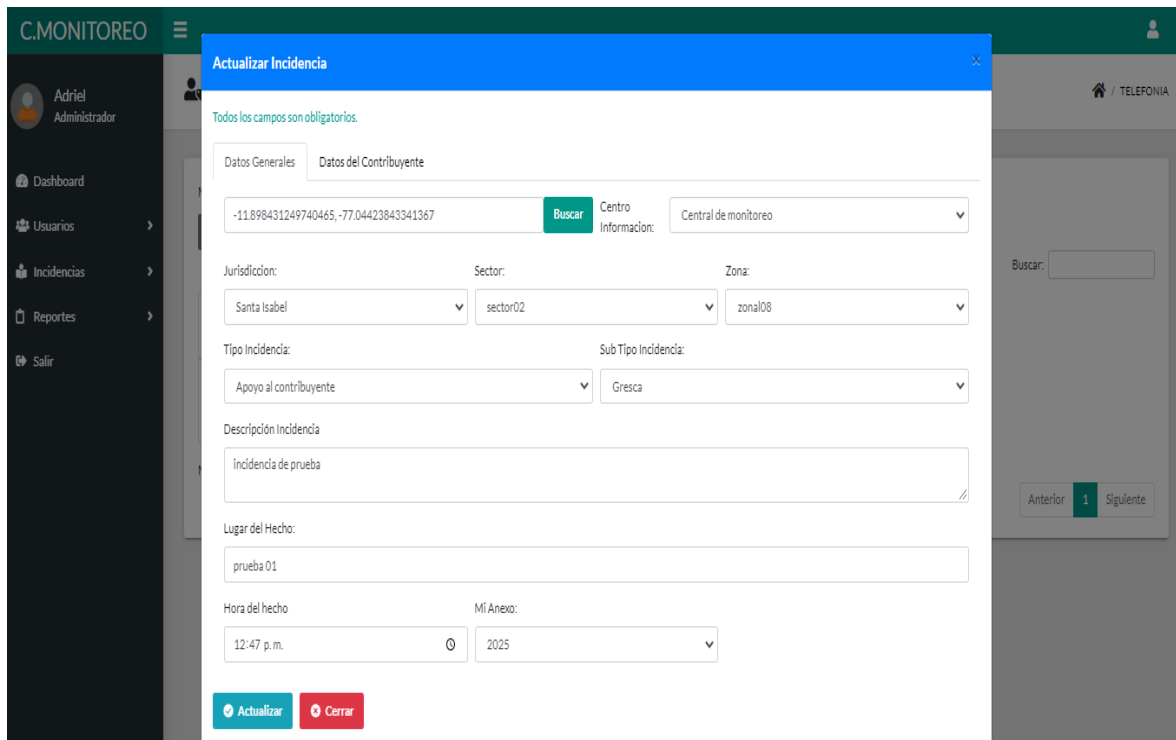 C.MONITOREO
Adriel
Administrador
Dashboard
Usuarios
Incidencias
Reportes
Salir
/ TELEFONIA
Actualizar Incidencia
x
Todos los campos son obligatorios.
Datos Generales Datos del Contribuyente
-11.898431249740465, -77.04423843341367 Buscar Centro Informacion: Central de monitoreo
Jurisdiccion: Sector: Zona:
Santa Isabel sector02 zonal08
Tipo Incidencia: Sub Tipo Incidencia:
Apoyo al contribuyente Gresca
Descripción Incidencia
incidencia de prueba
Lugar del Hecho:
prueba 01
Hora del hecho Mi Anexo:
12:47 p. m. 2025
Actualizar Cerrar
Buscar:
Anterior 1 Siguiente